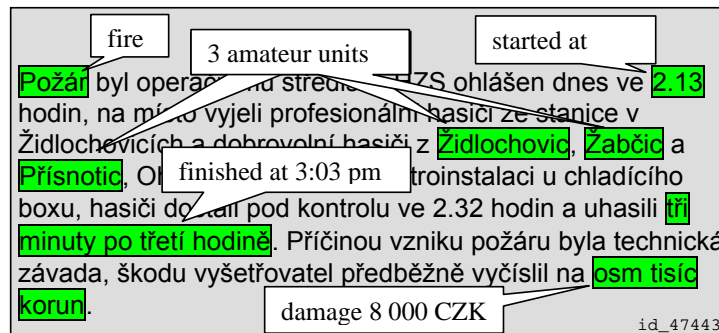 fire
3 amateur units
started at
Požár byl operač mu středis HZS ohlášen dnes ve 2.13
hodin, na místo vyjeli profesionální hasiči ze stanice v
Židlochovicích a dobrovolní hasiči z Židlochovic, Žabčic a
Přísnotic, Oh troinstalaci u chladícího
finished at 3:03 pm
boxu, hasiči dostali pod kontrolu ve 2.32 hodin a uhasili tři
minuty po třetí hodině. Příčinou vzniku požáru byla technická
závada, škodu vyšetřovatel předběžně vyčíslil na osm tisíc
korun.
damage 8 000 CZK
id_47443